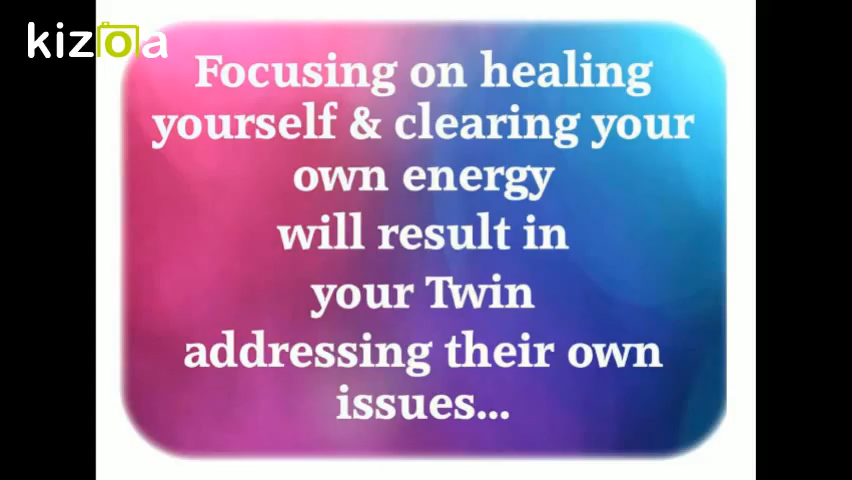 kizoa
Focusing on healing
yourself & clearing your
own energy
will result in
your Twin
addressing their own
issues...